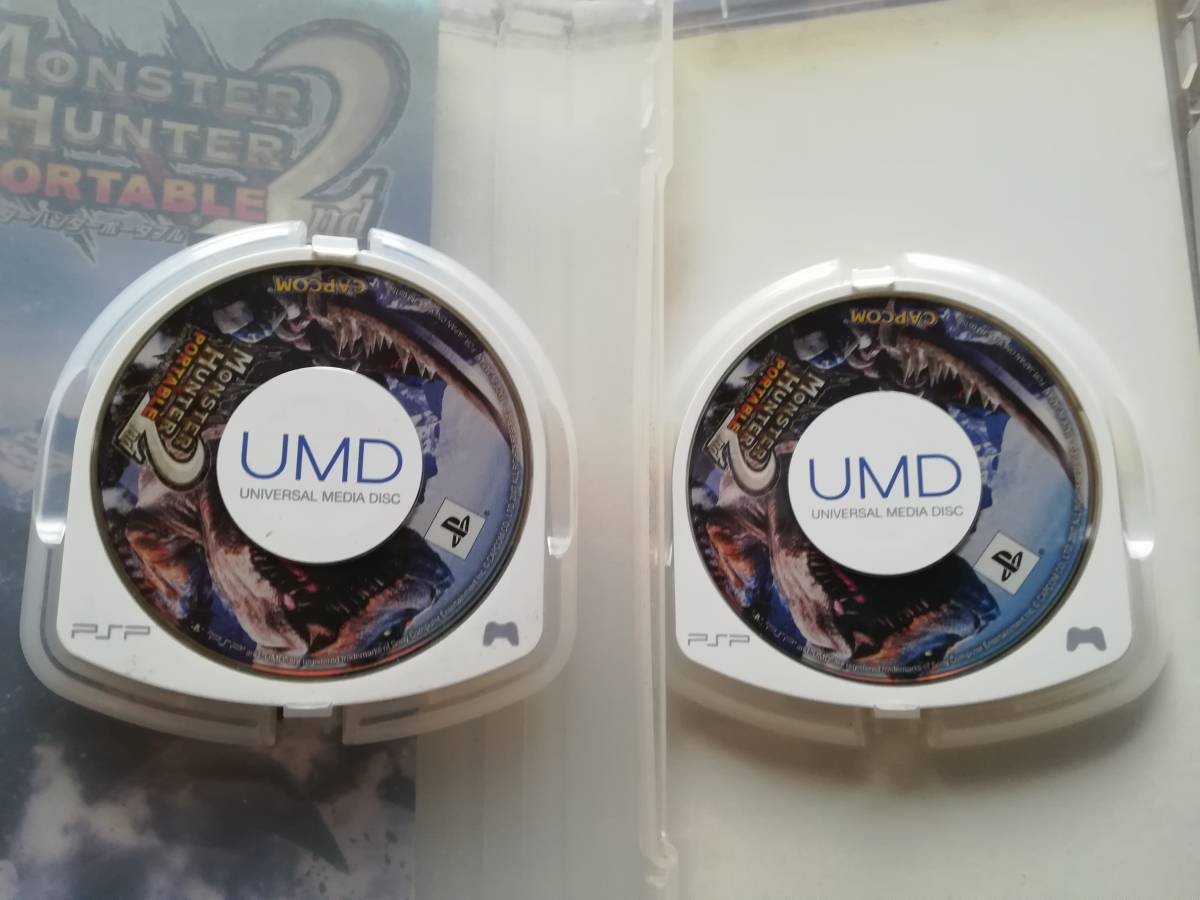 MONSTER
HUNTER
PORTABLE
2nd
ターハンターポータブル
CAPCOM
MONSTER
HUNTER
PORTABLE
2nd
UMD
UNIVERSAL MEDIA DISC
PSP
CAPCOM
MONSTER
HUNTER
PORTABLE
2nd
UMD
UNIVERSAL MEDIA DISC
PSP